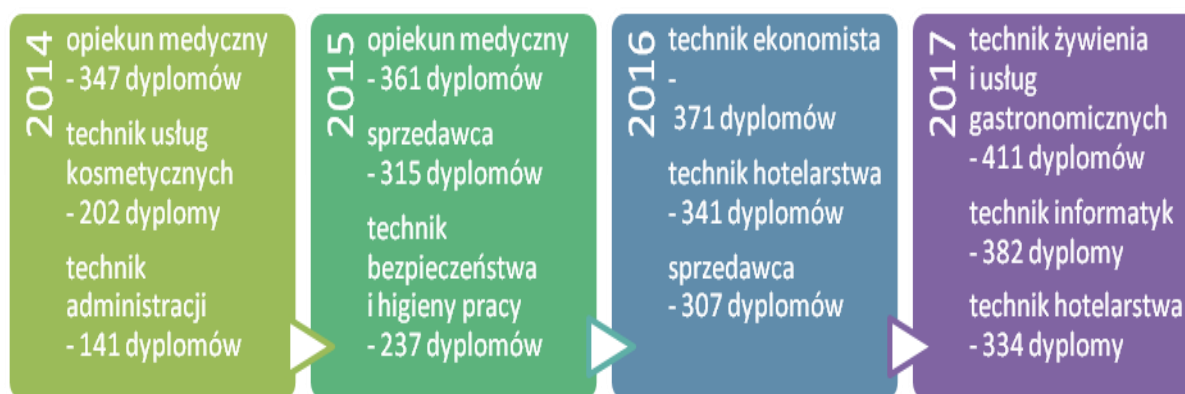 2014
opiekun medyczny
- 347 dyplomów
technik usług
kosmetycznych
- 202 dyplomy
technik
administracji
- 141 dyplomów
2015
opiekun medyczny
- 361 dyplomów
sprzedawca
- 315 dyplomów
technik
bezpieczeństwa
i higieny pracy
- 237 dyplomów
2016
technik ekonomista
-
371 dyplomów
technik hotelarstwa
- 341 dyplomów
sprzedawca
- 307 dyplomów
2017
technik żywienia
i usług
gastronomicznych
- 411 dyplomów
technik informatyk
- 382 dyplomy
technik hotelarstwa
- 334 dyplomy